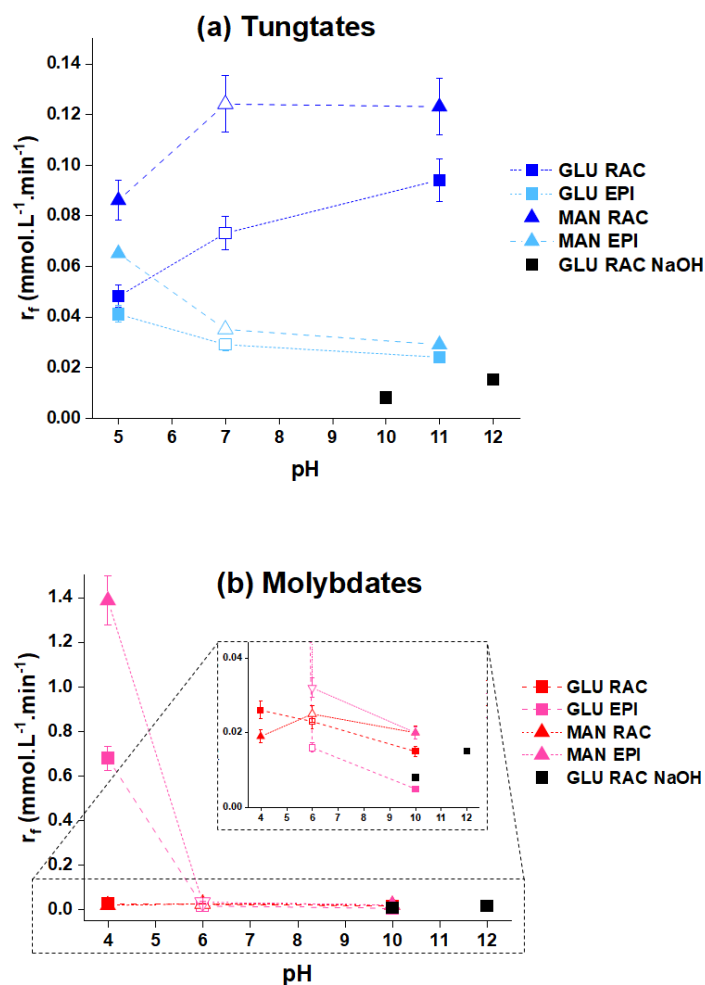 (a) Tungtates
0.14
0.12
0.10
0.08
0.06
0.04
0.02
0.00
r_f (mmol.L⁻¹.min⁻¹)
5 6 7 8 9 10 11 12
pH
GLU RAC
GLU EPI
MAN RAC
MAN EPI
GLU RAC NaOH
(b) Molybdates
1.4
1.2
1.0
0.8
0.6
0.4
0.2
0.0
r_f (mmol.L⁻¹.min⁻¹)
4 5 6 7 8 9 10 11 12
pH
0.04
0.02
0.00
4 5 6 7 8 9 10 11 12
GLU RAC
GLU EPI
MAN RAC
MAN EPI
GLU RAC NaOH